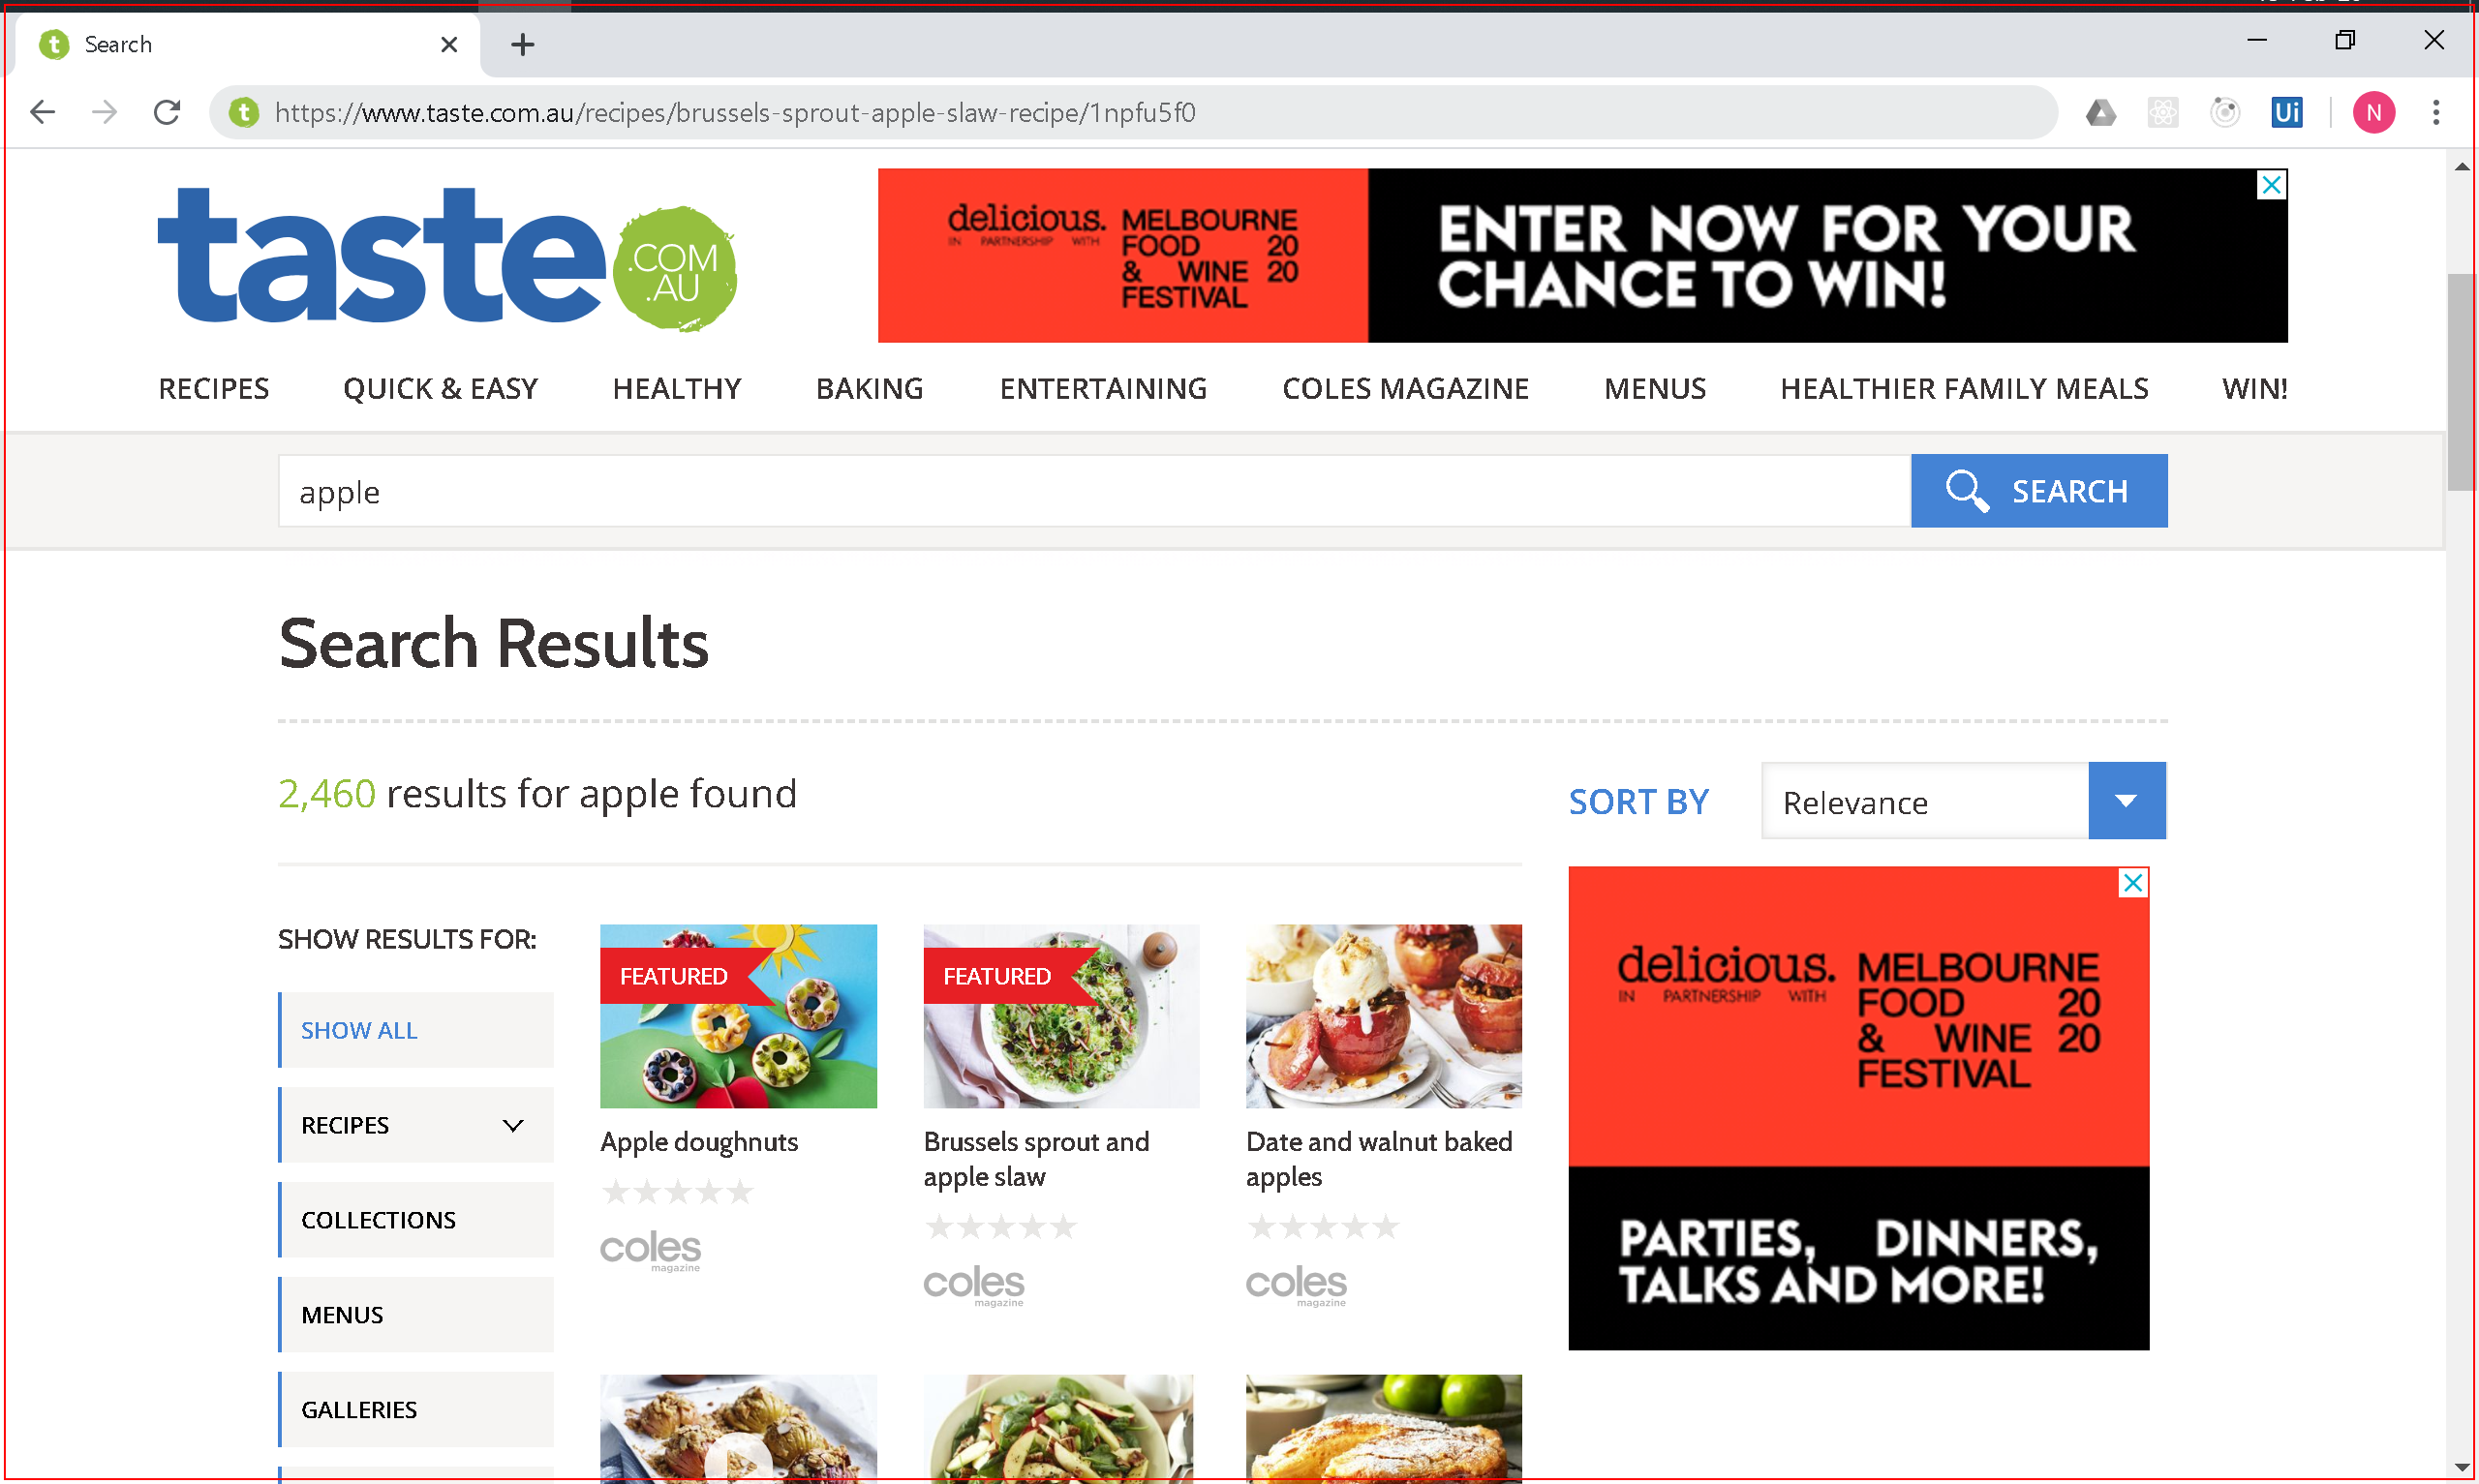 Search
https://www.taste.com.au/recipes/brussels-sprout-apple-slaw-recipe/1npfu5f0
Ui
N
taste .COM .AU
delicious. IN PARTNERSHIP WITH
MELBOURNE
FOOD 20
& WINE 20
FESTIVAL
ENTER NOW FOR YOUR
CHANCE TO WIN!
RECIPES QUICK & EASY HEALTHY BAKING ENTERTAINING COLES MAGAZINE MENUS HEALTHIER FAMILY MEALS WIN!
apple
SEARCH
Search Results
2,460 results for apple found
SORT BY Relevance
SHOW RESULTS FOR:
SHOW ALL
RECIPES
COLLECTIONS
MENUS
GALLERIES
FEATURED
Apple doughnuts
coles
magazine
FEATURED
Brussels sprout and
apple slaw
coles
magazine
Date and walnut baked
apples
coles
magazine
delicious.
IN PARTNERSHIP WITH
MELBOURNE
FOOD 20
& WINE 20
FESTIVAL
PARTIES, DINNERS,
TALKS AND MORE!